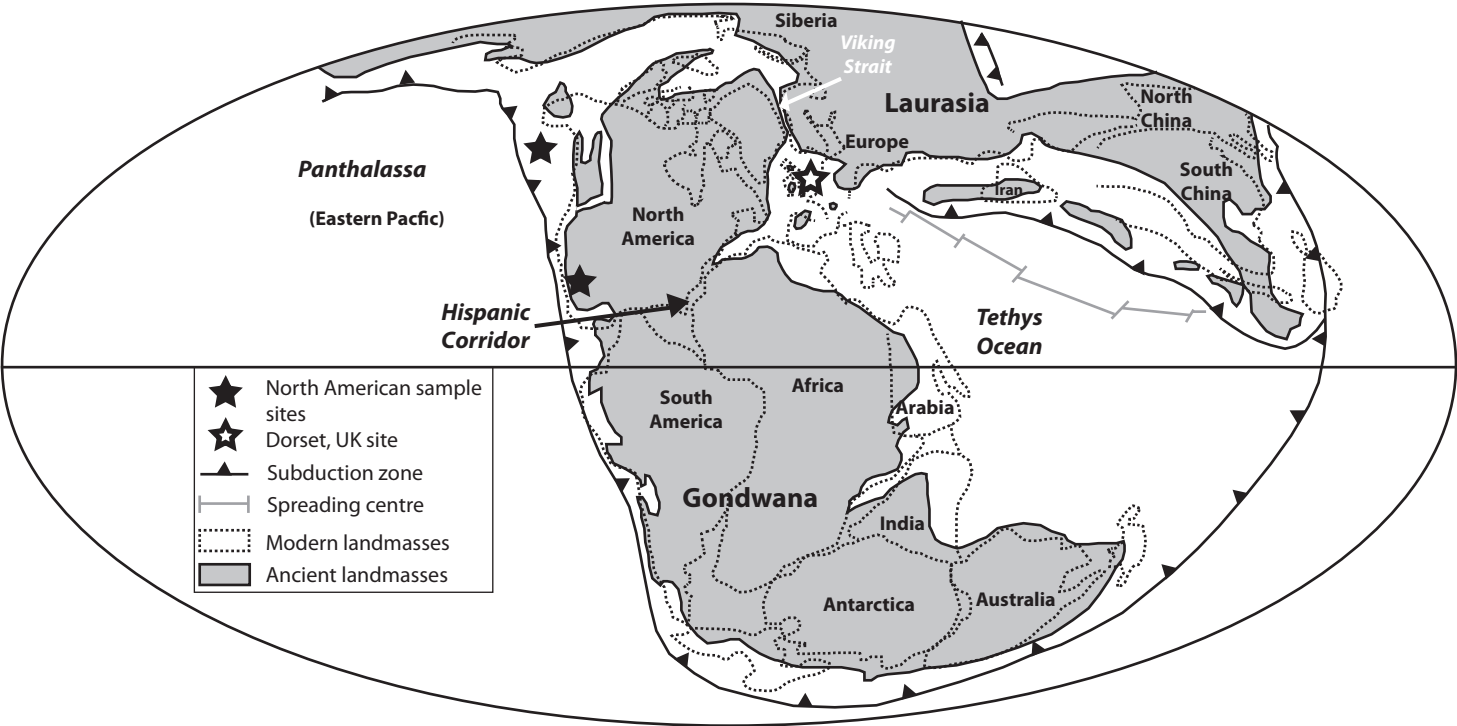 Siberia
Viking
Strait
Laurasia
North
China
Europe
Panthalassa
South
China
Iran
(Eastern Pacfic)
North
America
Hispanic
Corridor
Tethys
Ocean
North American sample
sites
Dorset, UK site
Subduction zone
Spreading centre
Modern landmasses
Ancient landmasses
Africa
South
America
Arabia
Gondwana
India
Antarctica
Australia